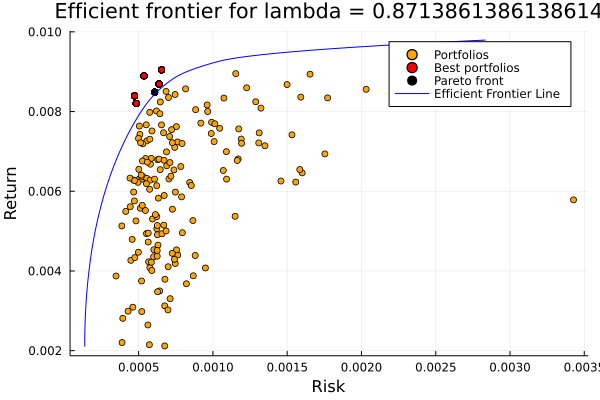 Efficient frontier for lambda = 0.8713861386138614
0.010
0.008
0.006
0.004
0.002
Return
Portfolios
Best portfolios
Pareto front
Efficient Frontier Line
0.0005
0.0010
0.0015
0.0020
0.0025
0.0030
0.0035
Risk